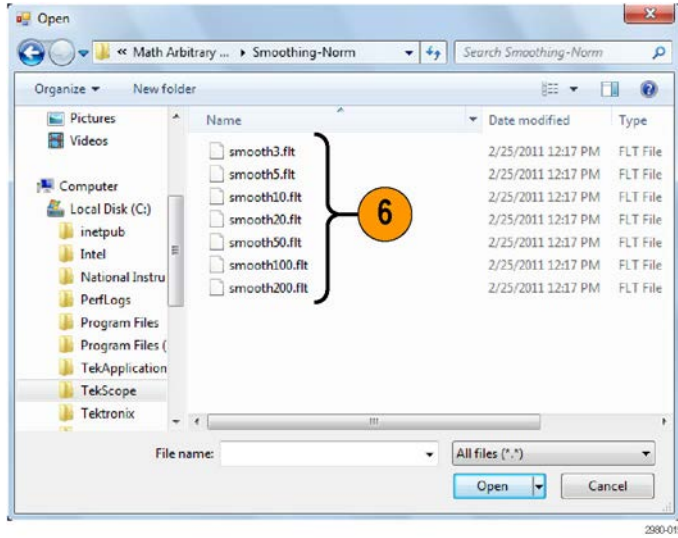 Open
« Math Arbitrary ... ▸ Smoothing-Norm
Search Smoothing-Norm
Organize ▾ New folder
Pictures
Videos
Computer
Local Disk (C:)
inetpub
Intel
National Instru
PerfLogs
Program Files
Program Files (
TekApplication
TekScope
Tektronix
Name Date modified Type
smooth3.flt 2/25/2011 12:17 PM FLT File
smooth5.flt 2/25/2011 12:17 PM FLT File
smooth10.flt 2/25/2011 12:17 PM FLT File
smooth20.flt 2/25/2011 12:17 PM FLT File
smooth50.flt 2/25/2011 12:17 PM FLT File
smooth100.flt 2/25/2011 12:17 PM FLT File
smooth200.flt 2/25/2011 12:17 PM FLT File
6
File name:
All files (*.*)
Open Cancel